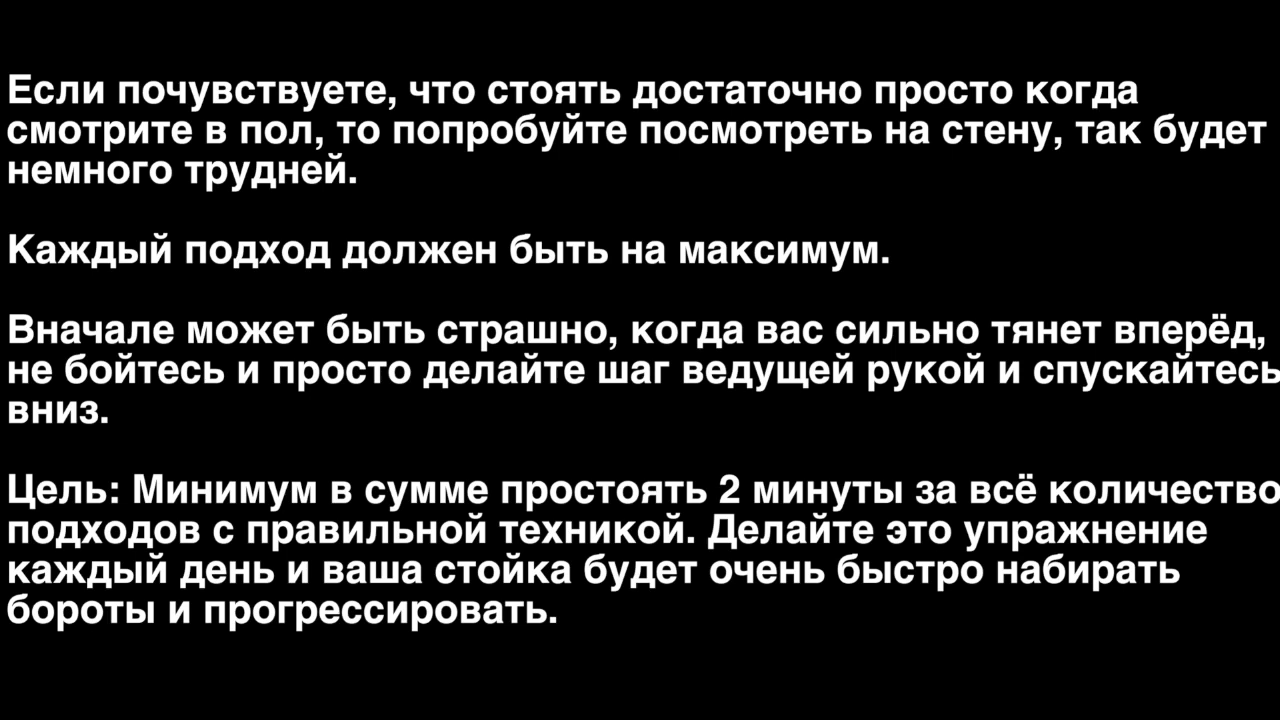 Если почувствуете, что стоять достаточно просто когда
смотрите в пол, то попробуйте посмотреть на стену, так будет
немного трудней.
Каждый подход должен быть на максимум.
Вначале может быть страшно, когда вас сильно тянет вперёд,
не бойтесь и просто делайте шаг ведущей рукой и спускайтесь
вниз.
Цель: Минимум в сумме простоять 2 минуты за всё количество
подходов с правильной техникой. Делайте это упражнение
каждый день и ваша стойка будет очень быстро набирать
бороты и прогрессировать.